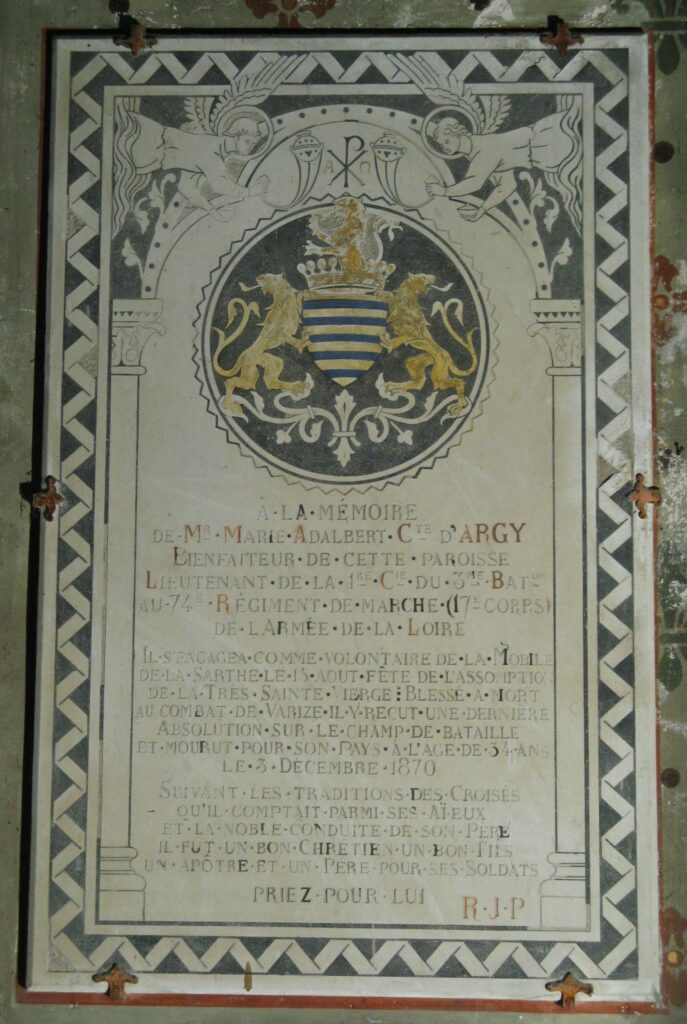 A Ω
À·LA·MÉMOIRE
DE·MR·MARIE·ADALBERT·CTE·D'ARGY
BIENFAITEUR·DE·CETTE·PAROISSE
LIEUTENANT·DE·LA·1RE·CIE·DU·3ME·BATON
AU·74E·RÉGIMENT·DE·MARCHE·(17E·CORPS)
DE·L'ARMÉE·DE·LA·LOIRE
IL·S'ENGAGEA·COMME·VOLONTAIRE·DE·LA·MOBILE
DE·LA·SARTHE·LE·15·AOUT·FÊTE·DE·L'ASSOMPTION
DE·LA·TRÈS·SAINTE·VIERGE:BLESSÉ·A·MORT
AU·COMBAT·DE·VARIZE·IL·Y·REÇUT·UNE·DERNIÈRE
ABSOLUTION·SUR·LE·CHAMP·DE·BATAILLE
ET·MOURUT·POUR·SON·PAYS·À·L'AGE·DE·34·ANS
LE·3·DÉCEMBRE·1870
SUIVANT·LES·TRADITIONS·DES·CROISÉS
QU'IL·COMPTAIT·PARMI·SES·AÏEUX
ET·LA·NOBLE·CONDUITE·DE·SON·PÈRE
IL·FUT·UN·BON·CHRÉTIEN·UN·BON·FILS
UN·APÔTRE·ET·UN·PÈRE·POUR·SES·SOLDATS
PRIEZ·POUR·LUI
R·I·P